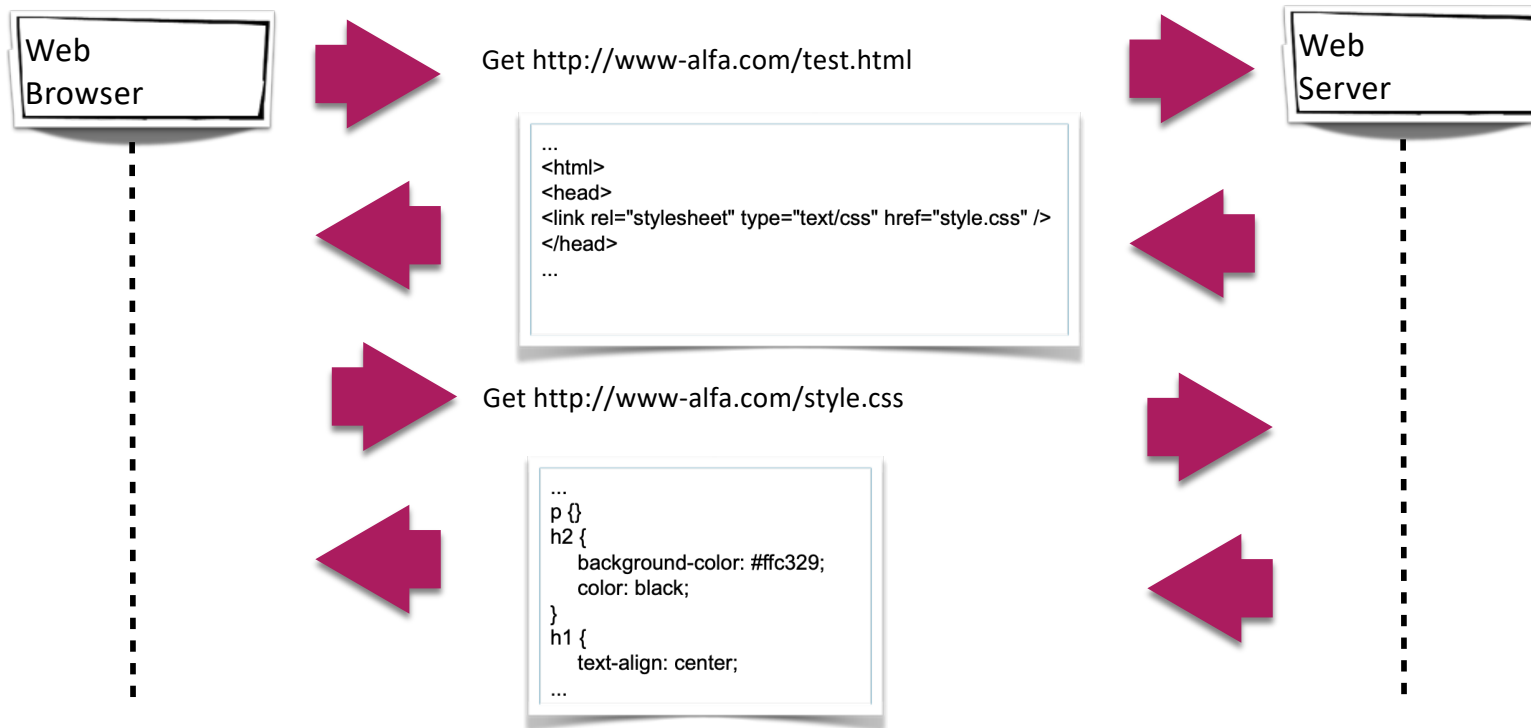 Web
Browser
Get http://www-alfa.com/test.html
Web
Server
...
<html>
<head>
<link rel="stylesheet" type="text/css" href="style.css" />
</head>
...
Get http://www-alfa.com/style.css
...
p {}
h2 {
background-color: #ffc329;
color: black;
}
h1 {
text-align: center;
...